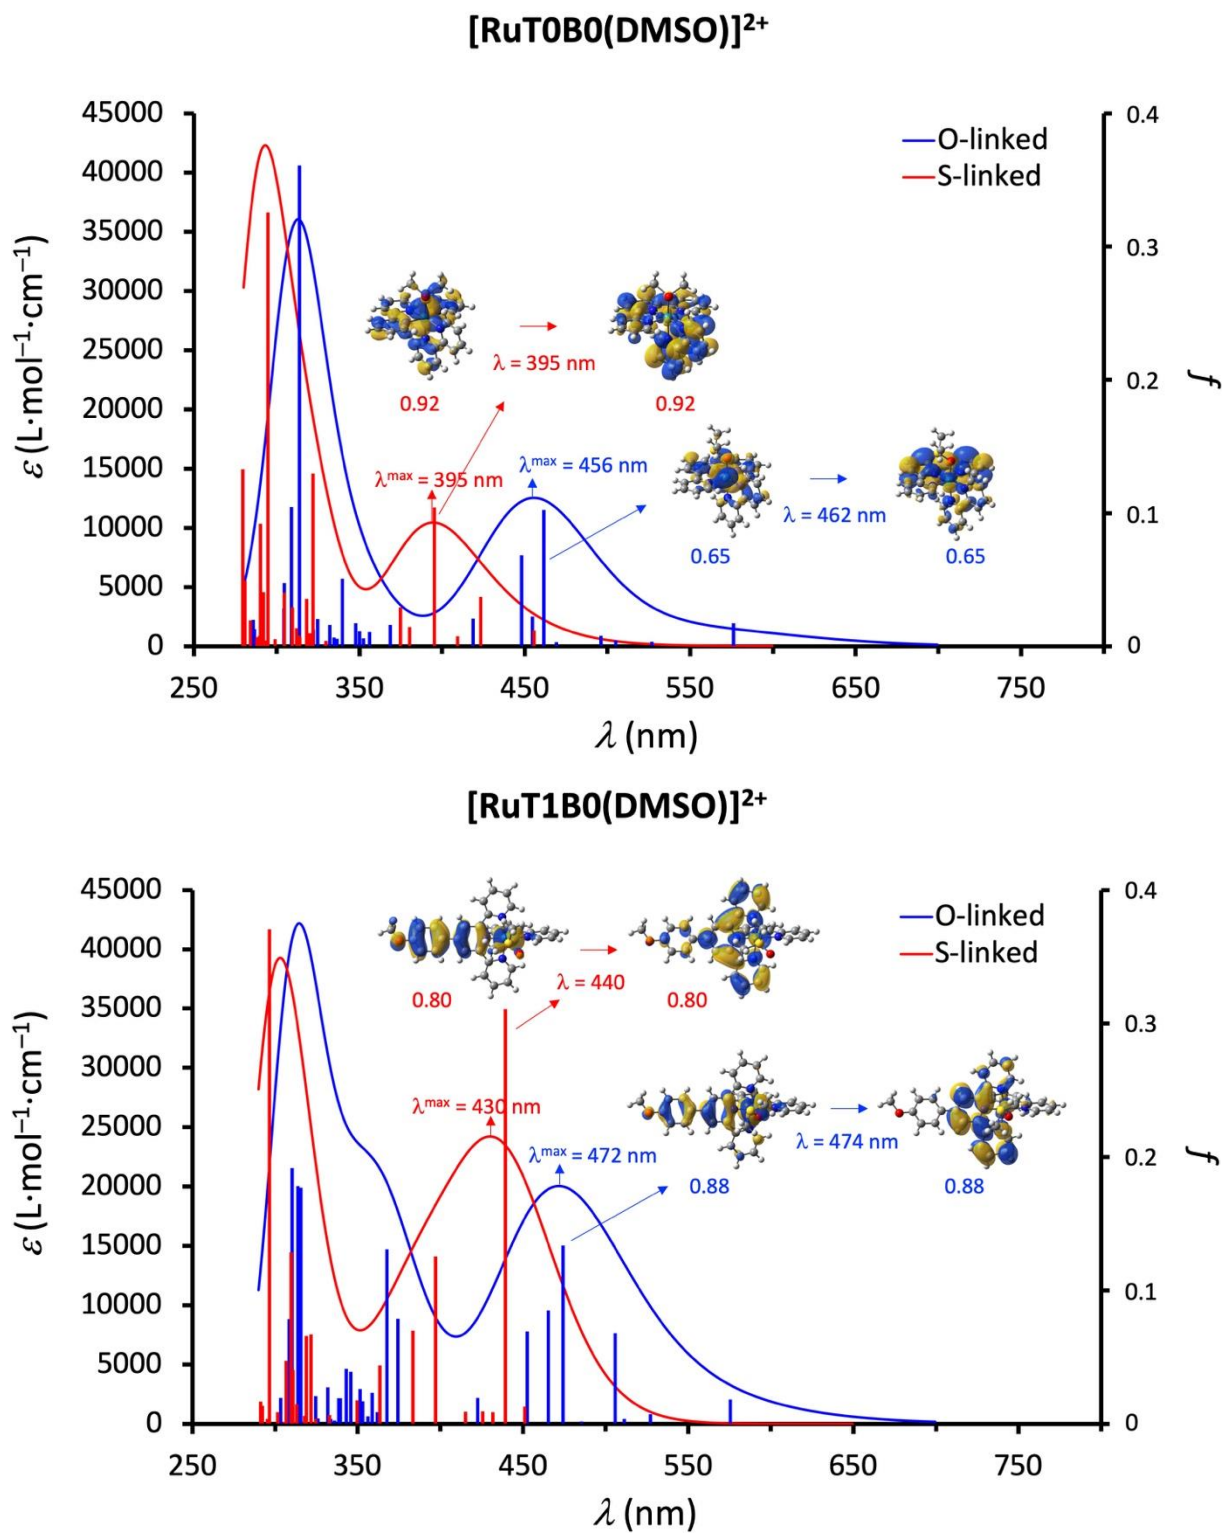 [RuT0B0(DMSO)]²⁺
45000
40000
35000
30000
25000
20000
15000
10000
5000
0
ε (L·mol⁻¹·cm⁻¹)
0.4
0.3
0.2
0.1
0
f
O-linked
S-linked
λ = 395 nm
0.92
0.92
λᵐᵃˣ = 395 nm
λᵐᵃˣ = 456 nm
λ = 462 nm
0.65
0.65
250 350 450 550 650 750
λ (nm)
[RuT1B0(DMSO)]²⁺
45000
40000
35000
30000
25000
20000
15000
10000
5000
0
ε (L·mol⁻¹·cm⁻¹)
0.4
0.3
0.2
0.1
0
f
O-linked
S-linked
λ = 440
0.80
0.80
λᵐᵃˣ = 430 nm
λᵐᵃˣ = 472 nm
λ = 474 nm
0.88
0.88
250 350 450 550 650 750
λ (nm)